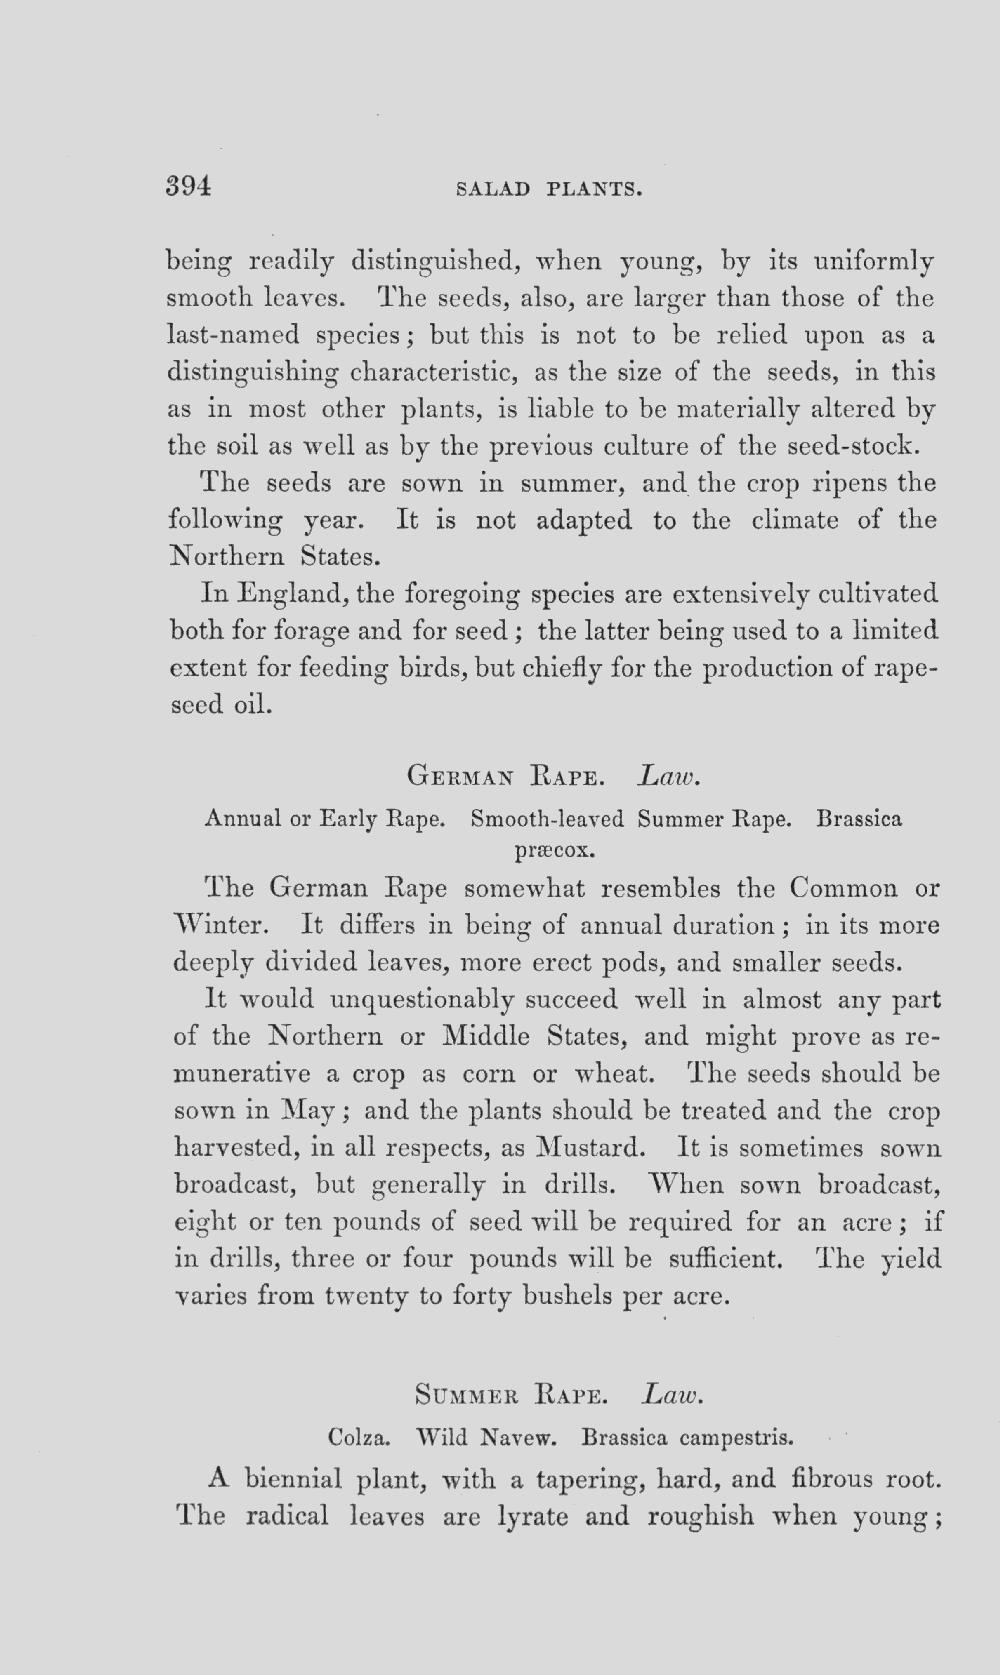 394 SALAD PLANTS.
being readily distinguished, when young, by its uniformly
smooth leaves. The seeds, also, are larger than those of the
last-named species; but this is not to be relied upon as a
distinguishing characteristic, as the size of the seeds, in this
as in most other plants, is liable to be materially altered by
the soil as well as by the previous culture of the seed-stock.
The seeds are sown in summer, and the crop ripens the
following year. It is not adapted to the climate of the
Northern States.
In England, the foregoing species are extensively cultivated
both for forage and for seed; the latter being used to a limited
extent for feeding birds, but chiefly for the production of rape-
seed oil.
GERMAN RAPE. Law.
Annual or Early Rape. Smooth-leaved Summer Rape. Brassica
præcox.
The German Rape somewhat resembles the Common or
Winter. It differs in being of annual duration; in its more
deeply divided leaves, more erect pods, and smaller seeds.
It would unquestionably succeed well in almost any part
of the Northern or Middle States, and might prove as re-
munerative a crop as corn or wheat. The seeds should be
sown in May; and the plants should be treated and the crop
harvested, in all respects, as Mustard. It is sometimes sown
broadcast, but generally in drills. When sown broadcast,
eight or ten pounds of seed will be required for an acre; if
in drills, three or four pounds will be sufficient. The yield
varies from twenty to forty bushels per acre.
SUMMER RAPE. Law.
Colza. Wild Navew. Brassica campestris.
A biennial plant, with a tapering, hard, and fibrous root.
The radical leaves are lyrate and roughish when young;